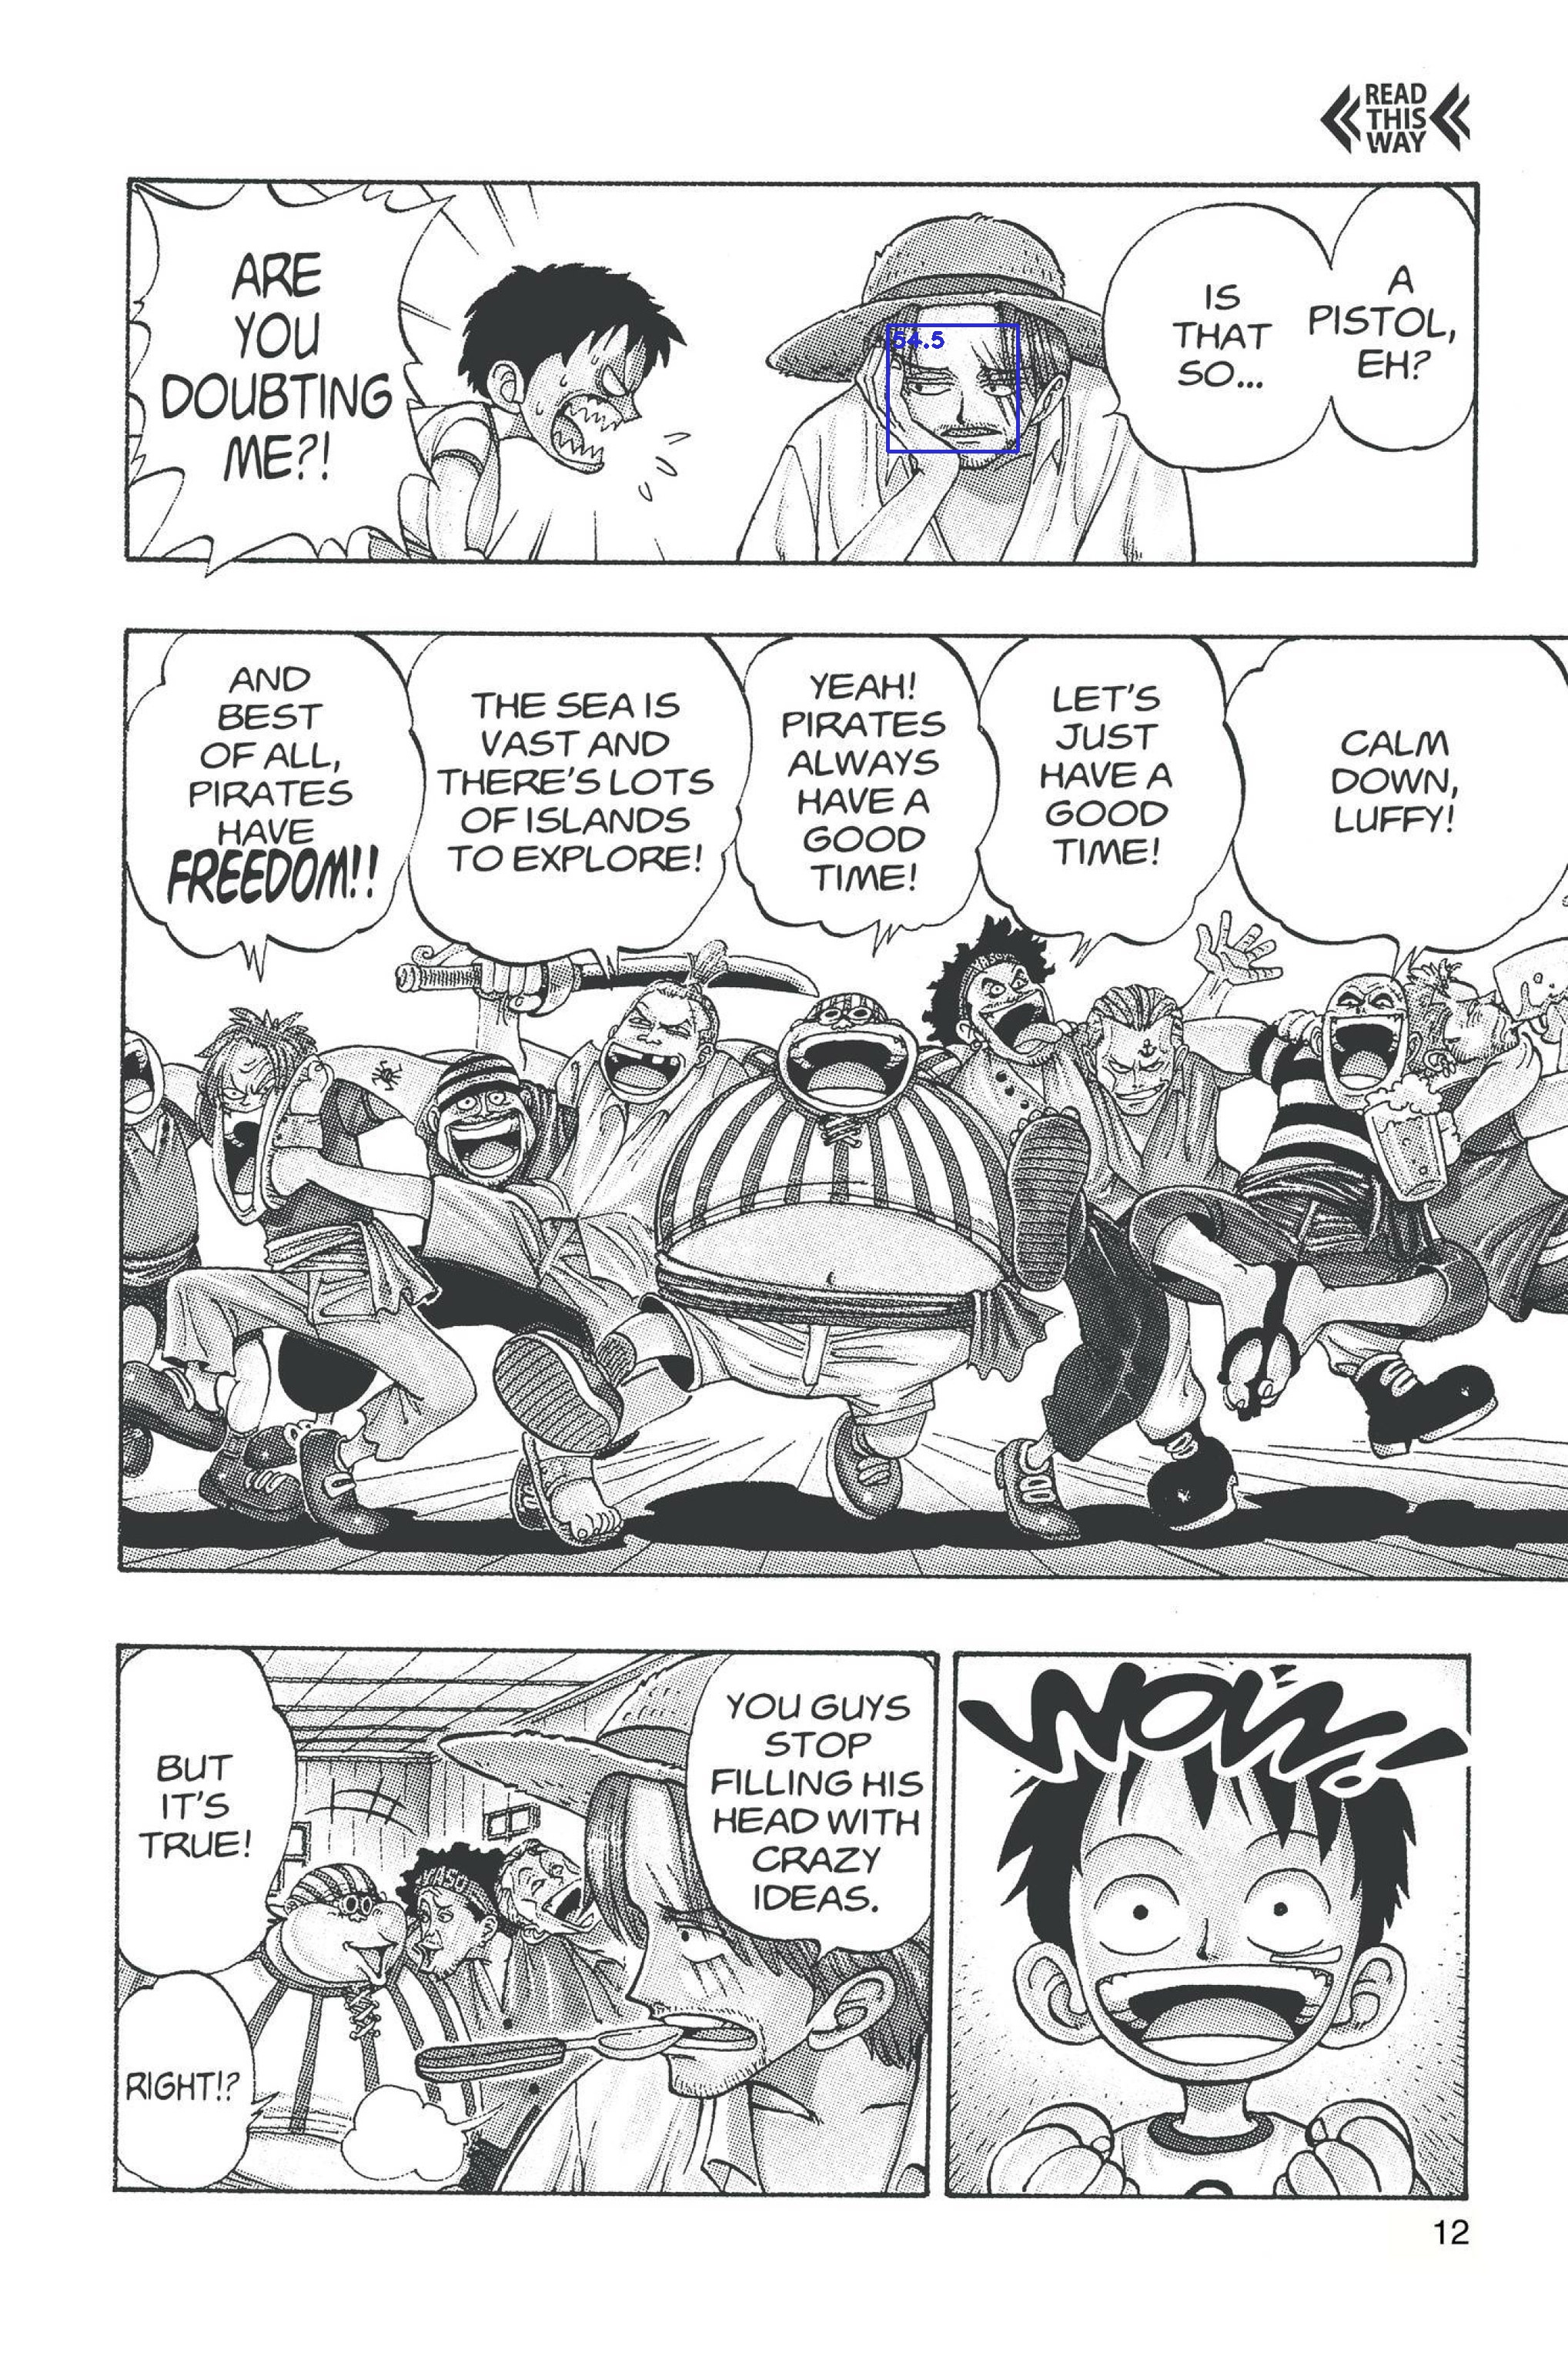 READ
THIS
WAY
A
PISTOL,
EH?
IS
THAT
SO...
54.5
ARE
YOU
DOUBTING
ME?!
CALM
DOWN,
LUFFY!
LET'S
JUST
HAVE A
GOOD
TIME!
YEAH!
PIRATES
ALWAYS
HAVE A
GOOD
TIME!
THE SEA IS
VAST AND
THERE'S LOTS
OF ISLANDS
TO EXPLORE!
AND
BEST
OF ALL,
PIRATES
HAVE
FREEDOM!!
YASOPP
WOW!
YOU GUYS
STOP
FILLING HIS
HEAD WITH
CRAZY
IDEAS.
BUT
IT'S
TRUE!
YASO
RIGHT!?
12